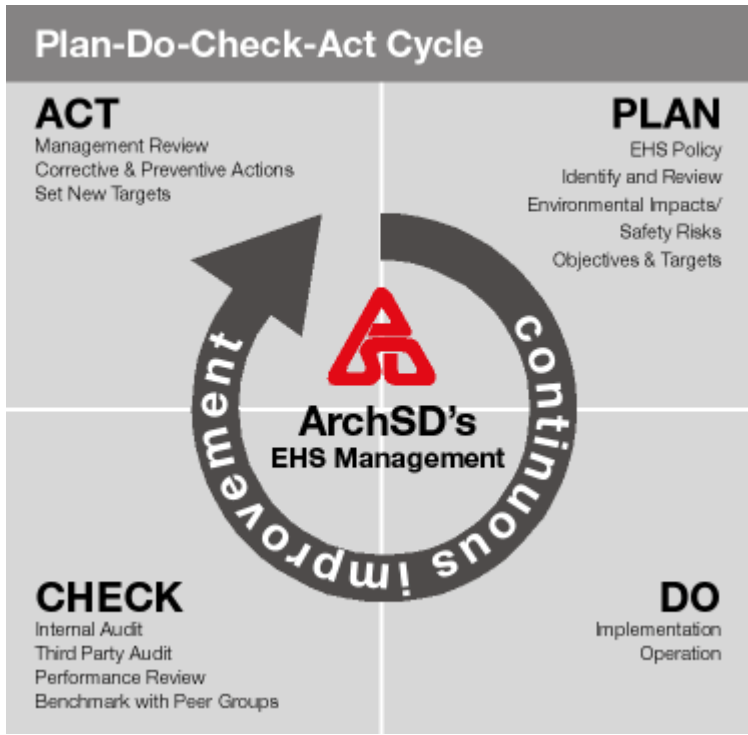 Plan-Do-Check-Act Cycle
ACT
Management Review
Corrective & Preventive Actions
Set New Targets
PLAN
EHS Policy
Identify and Review
Environmental Impacts/
Safety Risks
Objectives & Targets
continuous improvement
ArchSD's
EHS Management
CHECK
Internal Audit
Third Party Audit
Performance Review
Benchmark with Peer Groups
DO
Implementation
Operation